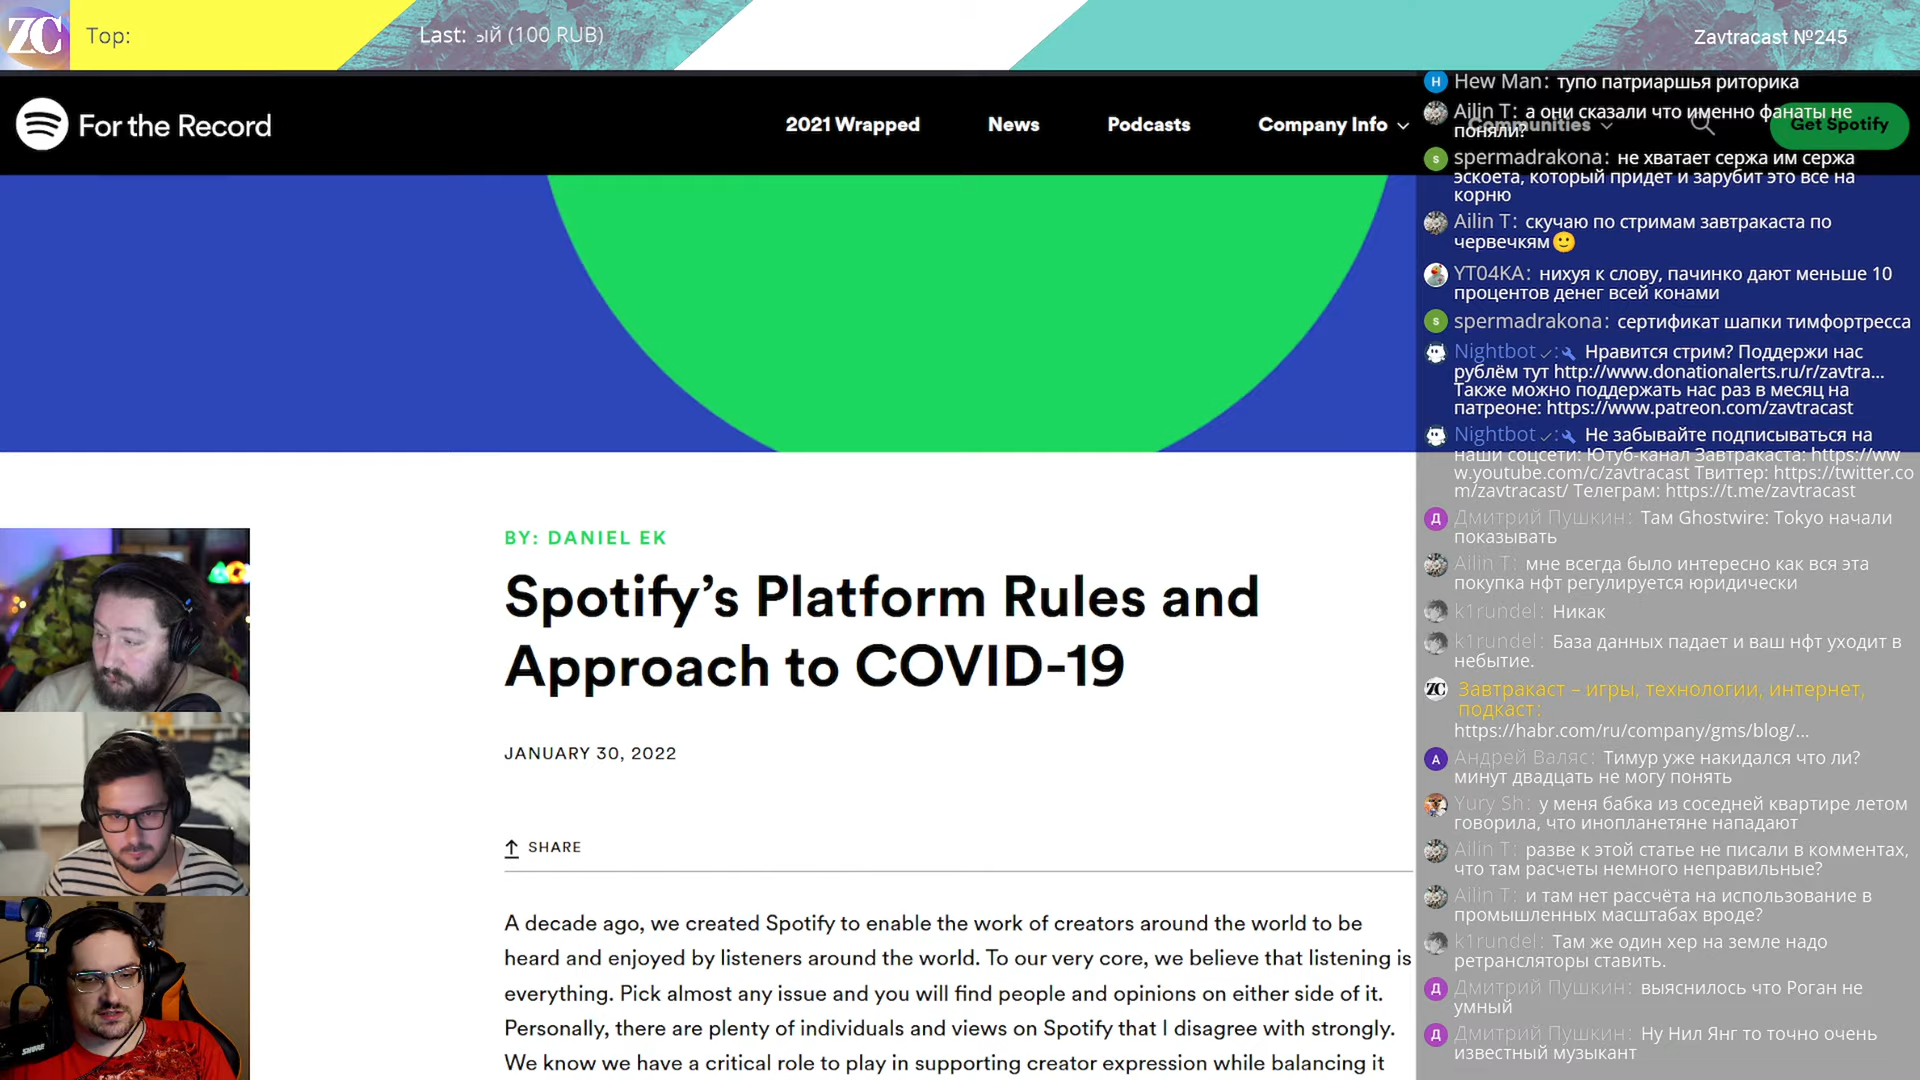 ZC
Top:
Last: ый (100 RUB)
Zavtracast №245
For the Record
2021 Wrapped
News
Podcasts
Company Info
Communities
Get Spotify
BY: DANIEL EK
Spotify’s Platform Rules and
Approach to COVID-19
JANUARY 30, 2022
SHARE
A decade ago, we created Spotify to enable the work of creators around the world to be
heard and enjoyed by listeners around the world. To our very core, we believe that listening is
everything. Pick almost any issue and you will find people and opinions on either side of it.
Personally, there are plenty of individuals and views on Spotify that I disagree with strongly.
We know we have a critical role to play in supporting creator expression while balancing it
SHURE
H
Hew Man: тупо патриаршья риторика
Ailin T: а они сказали что именно фанаты не
поняли?
s
spermadrakona: не хватает сержа им сержа
эскоета, который придет и зарубит это все на
корню
Ailin T: скучаю по стримам завтракаста по
червечкям🙂
YT04KA: нихуя к слову, пачинко дают меньше 10
процентов денег всей конами
s
spermadrakona: сертификат шапки тимфортресса
Nightbot: Нравится стрим? Поддержи нас
рублём тут http://www.donationalerts.ru/r/zavtra...
Также можно поддержать нас раз в месяц на
патреоне: https://www.patreon.com/zavtracast
Nightbot: Не забывайте подписываться на
наши соцсети: Ютуб-канал Завтракаста: https://ww
w.youtube.com/c/zavtracast Твиттер: https://twitter.co
m/zavtracast/ Телеграм: https://t.me/zavtracast
Д
Дмитрий Пушкин: Там Ghostwire: Tokyo начали
показывать
Ailin T: мне всегда было интересно как вся эта
покупка нфт регулируется юридически
k1rundel: Никак
k1rundel: База данных падает и ваш нфт уходит в
небытие.
ZC
Завтракаст – игры, технологии, интернет,
подкаст:
https://habr.com/ru/company/gms/blog/...
А
Андрей Валяс: Тимур уже накидался что ли?
минут двадцать не могу понять
Yury Sh: у меня бабка из соседней квартире летом
говорила, что инопланетяне нападают
Ailin T: разве к этой статье не писали в комментах,
что там расчеты немного неправильные?
Ailin T: и там нет рассчёта на использование в
промышленных масштабах вроде?
k1rundel: Там же один хер на земле надо
ретрансляторы ставить.
Д
Дмитрий Пушкин: выяснилось что Роган не
умный
Д
Дмитрий Пушкин: Ну Нил Янг то точно очень
известный музыкант